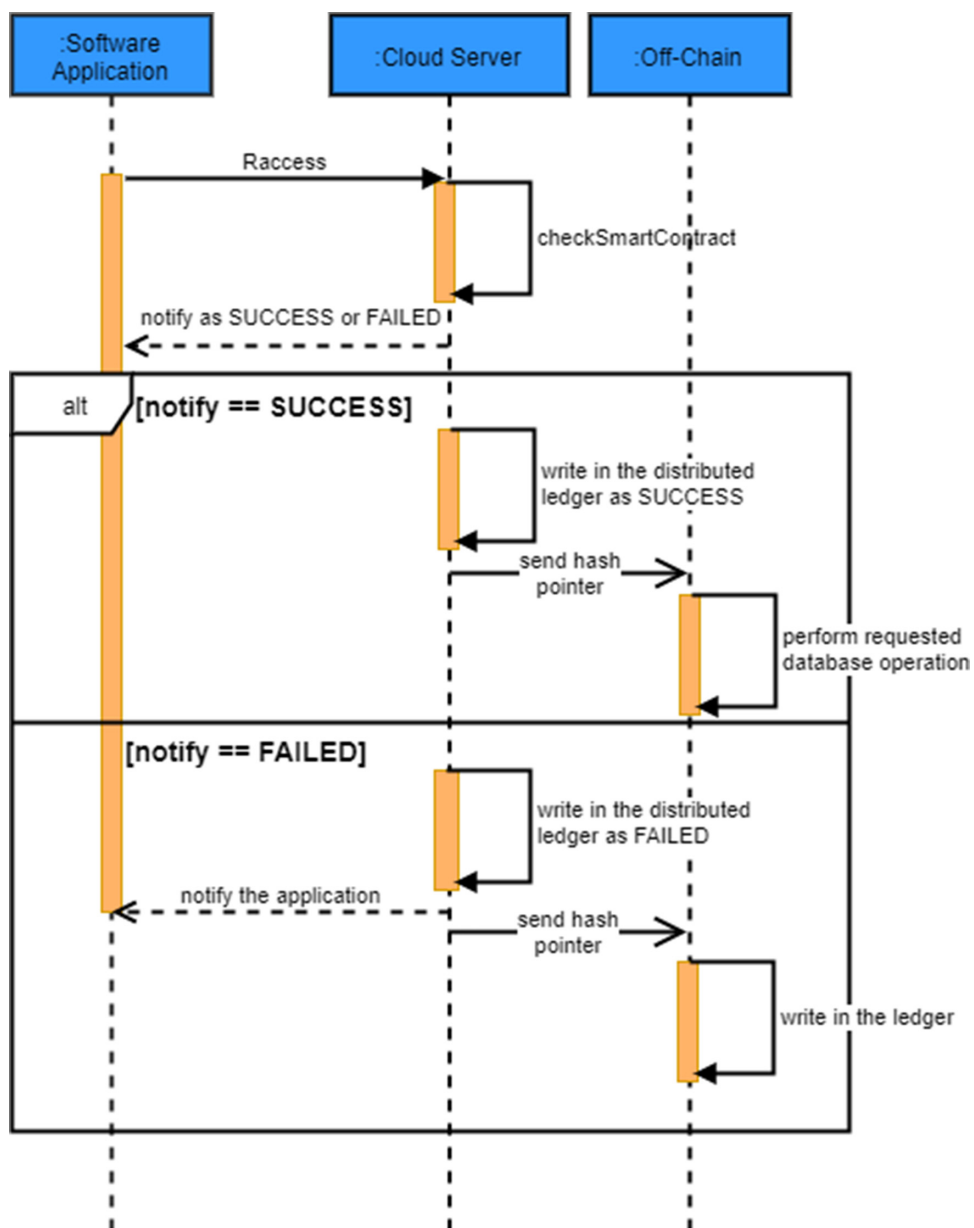 :Software
Application
:Cloud Server
:Off-Chain
Raccess
checkSmartContract
notify as SUCCESS or FAILED
alt
[notify == SUCCESS]
write in the distributed
ledger as SUCCESS
send hash
pointer
perform requested
database operation
[notify == FAILED]
write in the distributed
ledger as FAILED
notify the application
send hash
pointer
write in the ledger